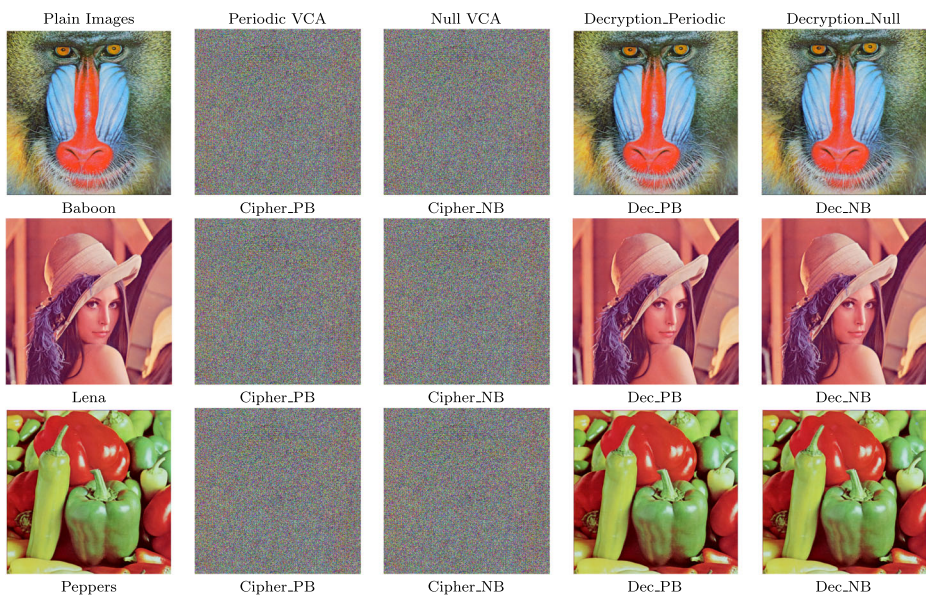 Plain Images Periodic VCA Null VCA Decryption_Periodic Decryption_Null
Baboon Cipher_PB Cipher_NB Dec_PB Dec_NB
Lena Cipher_PB Cipher_NB Dec_PB Dec_NB
Peppers Cipher_PB Cipher_NB Dec_PB Dec_NB